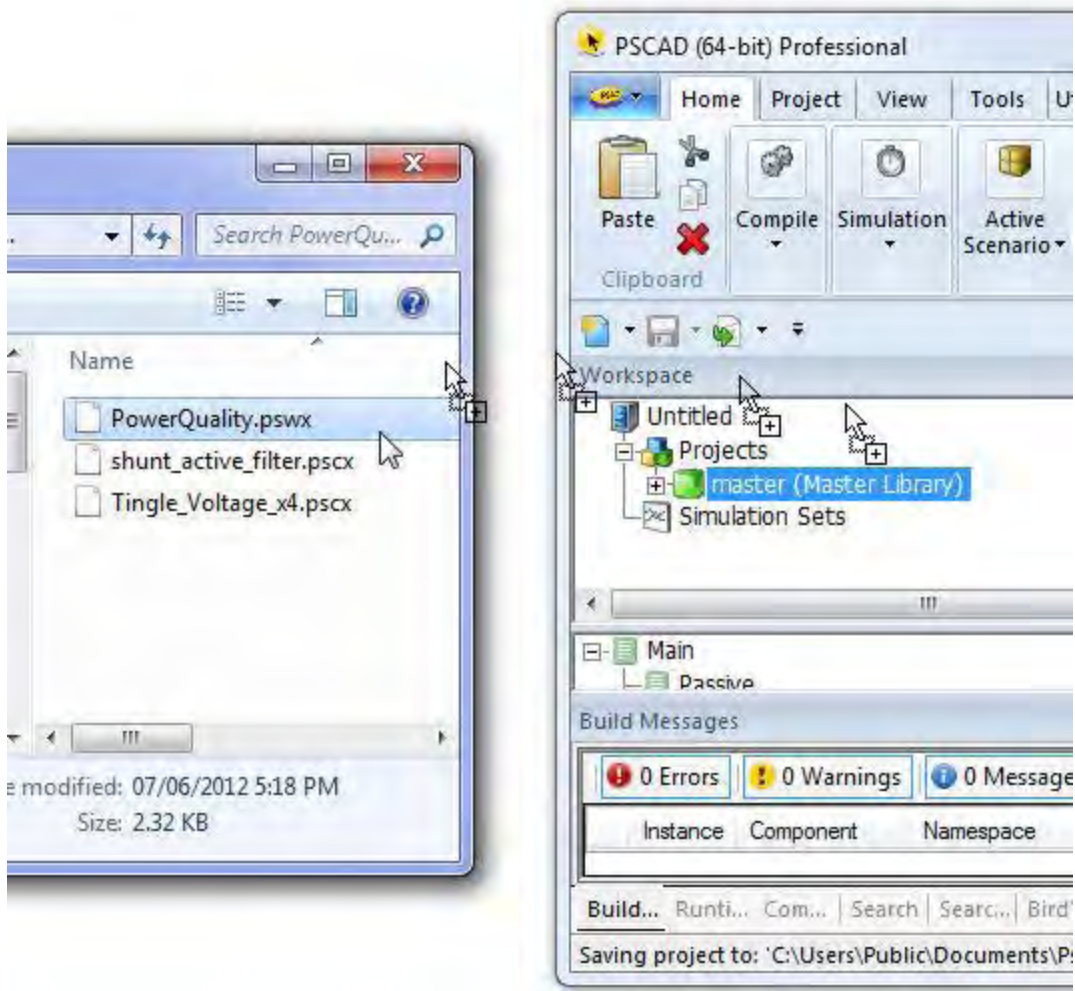 Search PowerQu...
Name
PowerQuality.pswx
shunt_active_filter.pscx
Tingle_Voltage_x4.pscx
e modified: 07/06/2012 5:18 PM
Size: 2.32 KB
PSCAD (64-bit) Professional
Home Project View Tools Ut
Paste Compile Simulation Active Scenario
Clipboard
Workspace
Untitled
Projects
master (Master Library)
Simulation Sets
Main
Passive
Build Messages
0 Errors 0 Warnings 0 Message
Instance Component Namespace
Build... Runti... Com... Search Searc... Bird'
Saving project to: 'C:\Users\Public\Documents\Ps